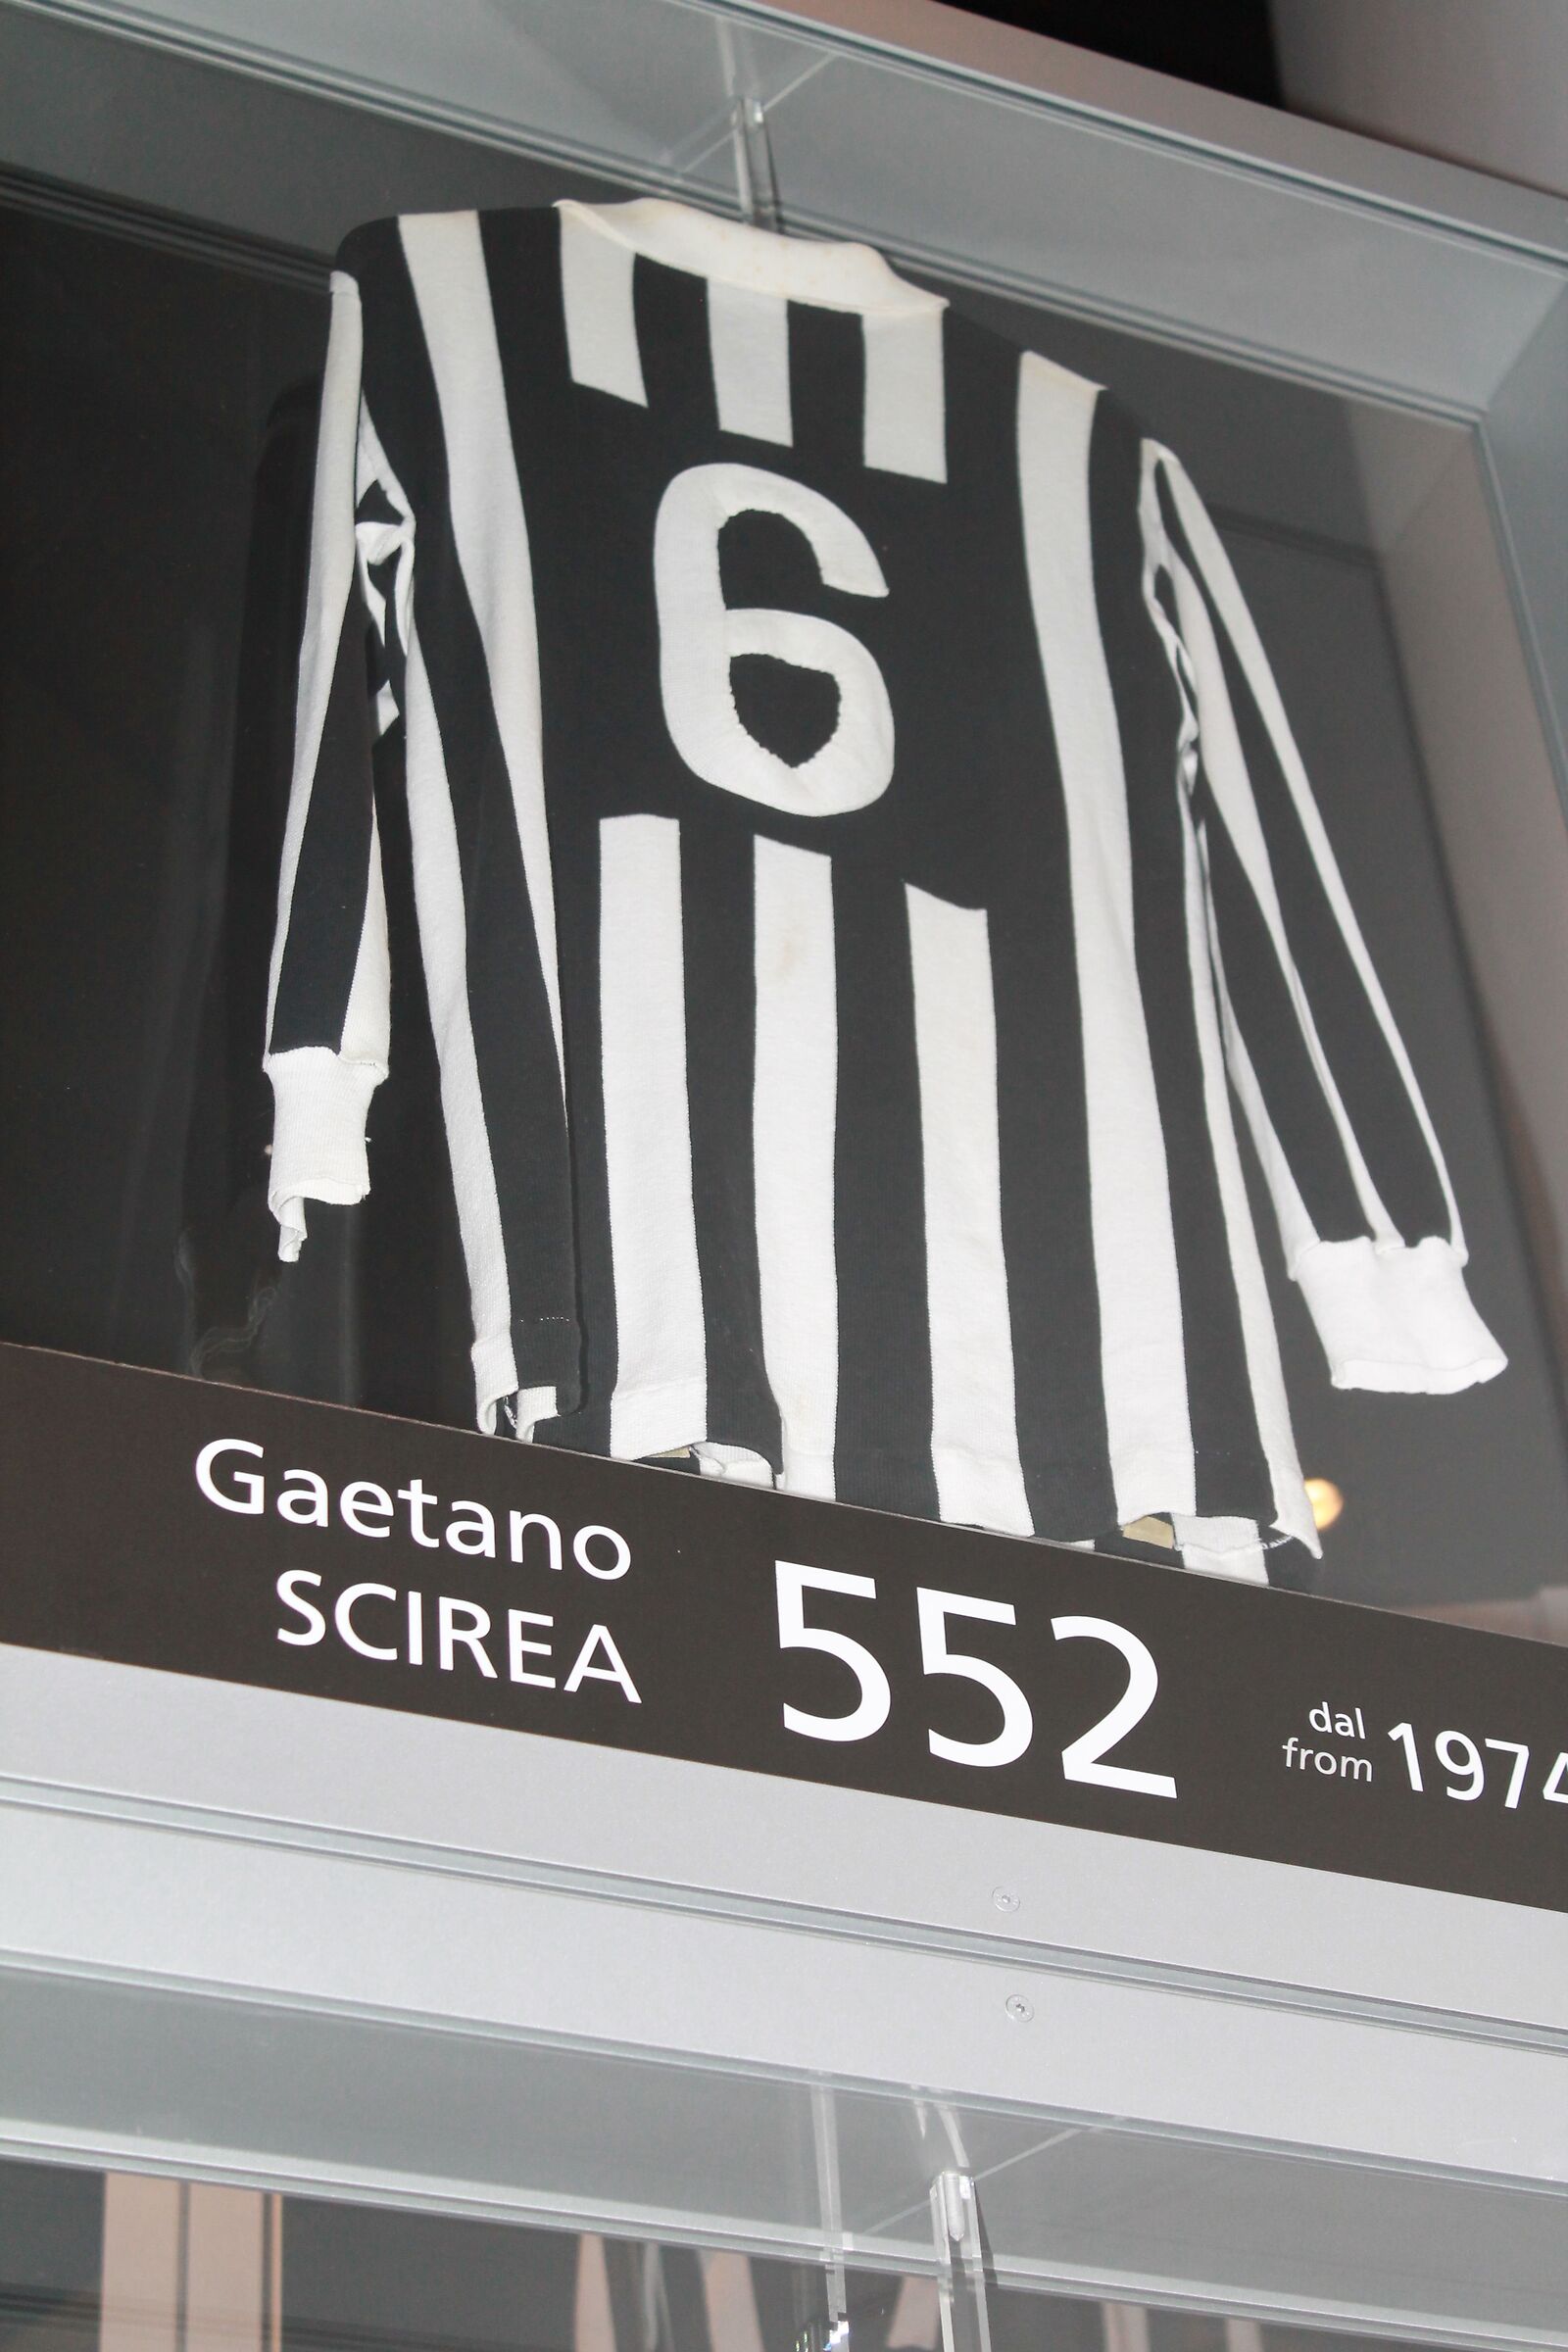 6
Gaetano
SCIREA
552
dal
from
1974